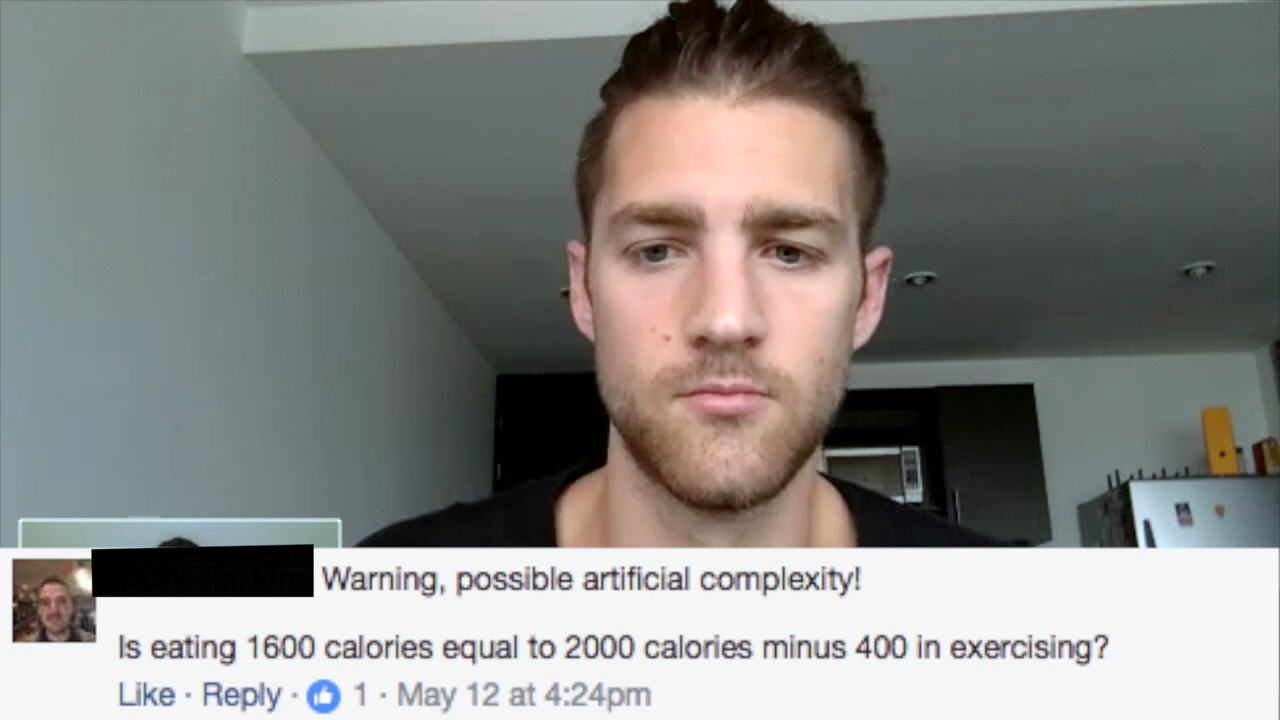 Warning, possible artificial complexity!
Is eating 1600 calories equal to 2000 calories minus 400 in exercising?
Like · Reply · 1 · May 12 at 4:24pm